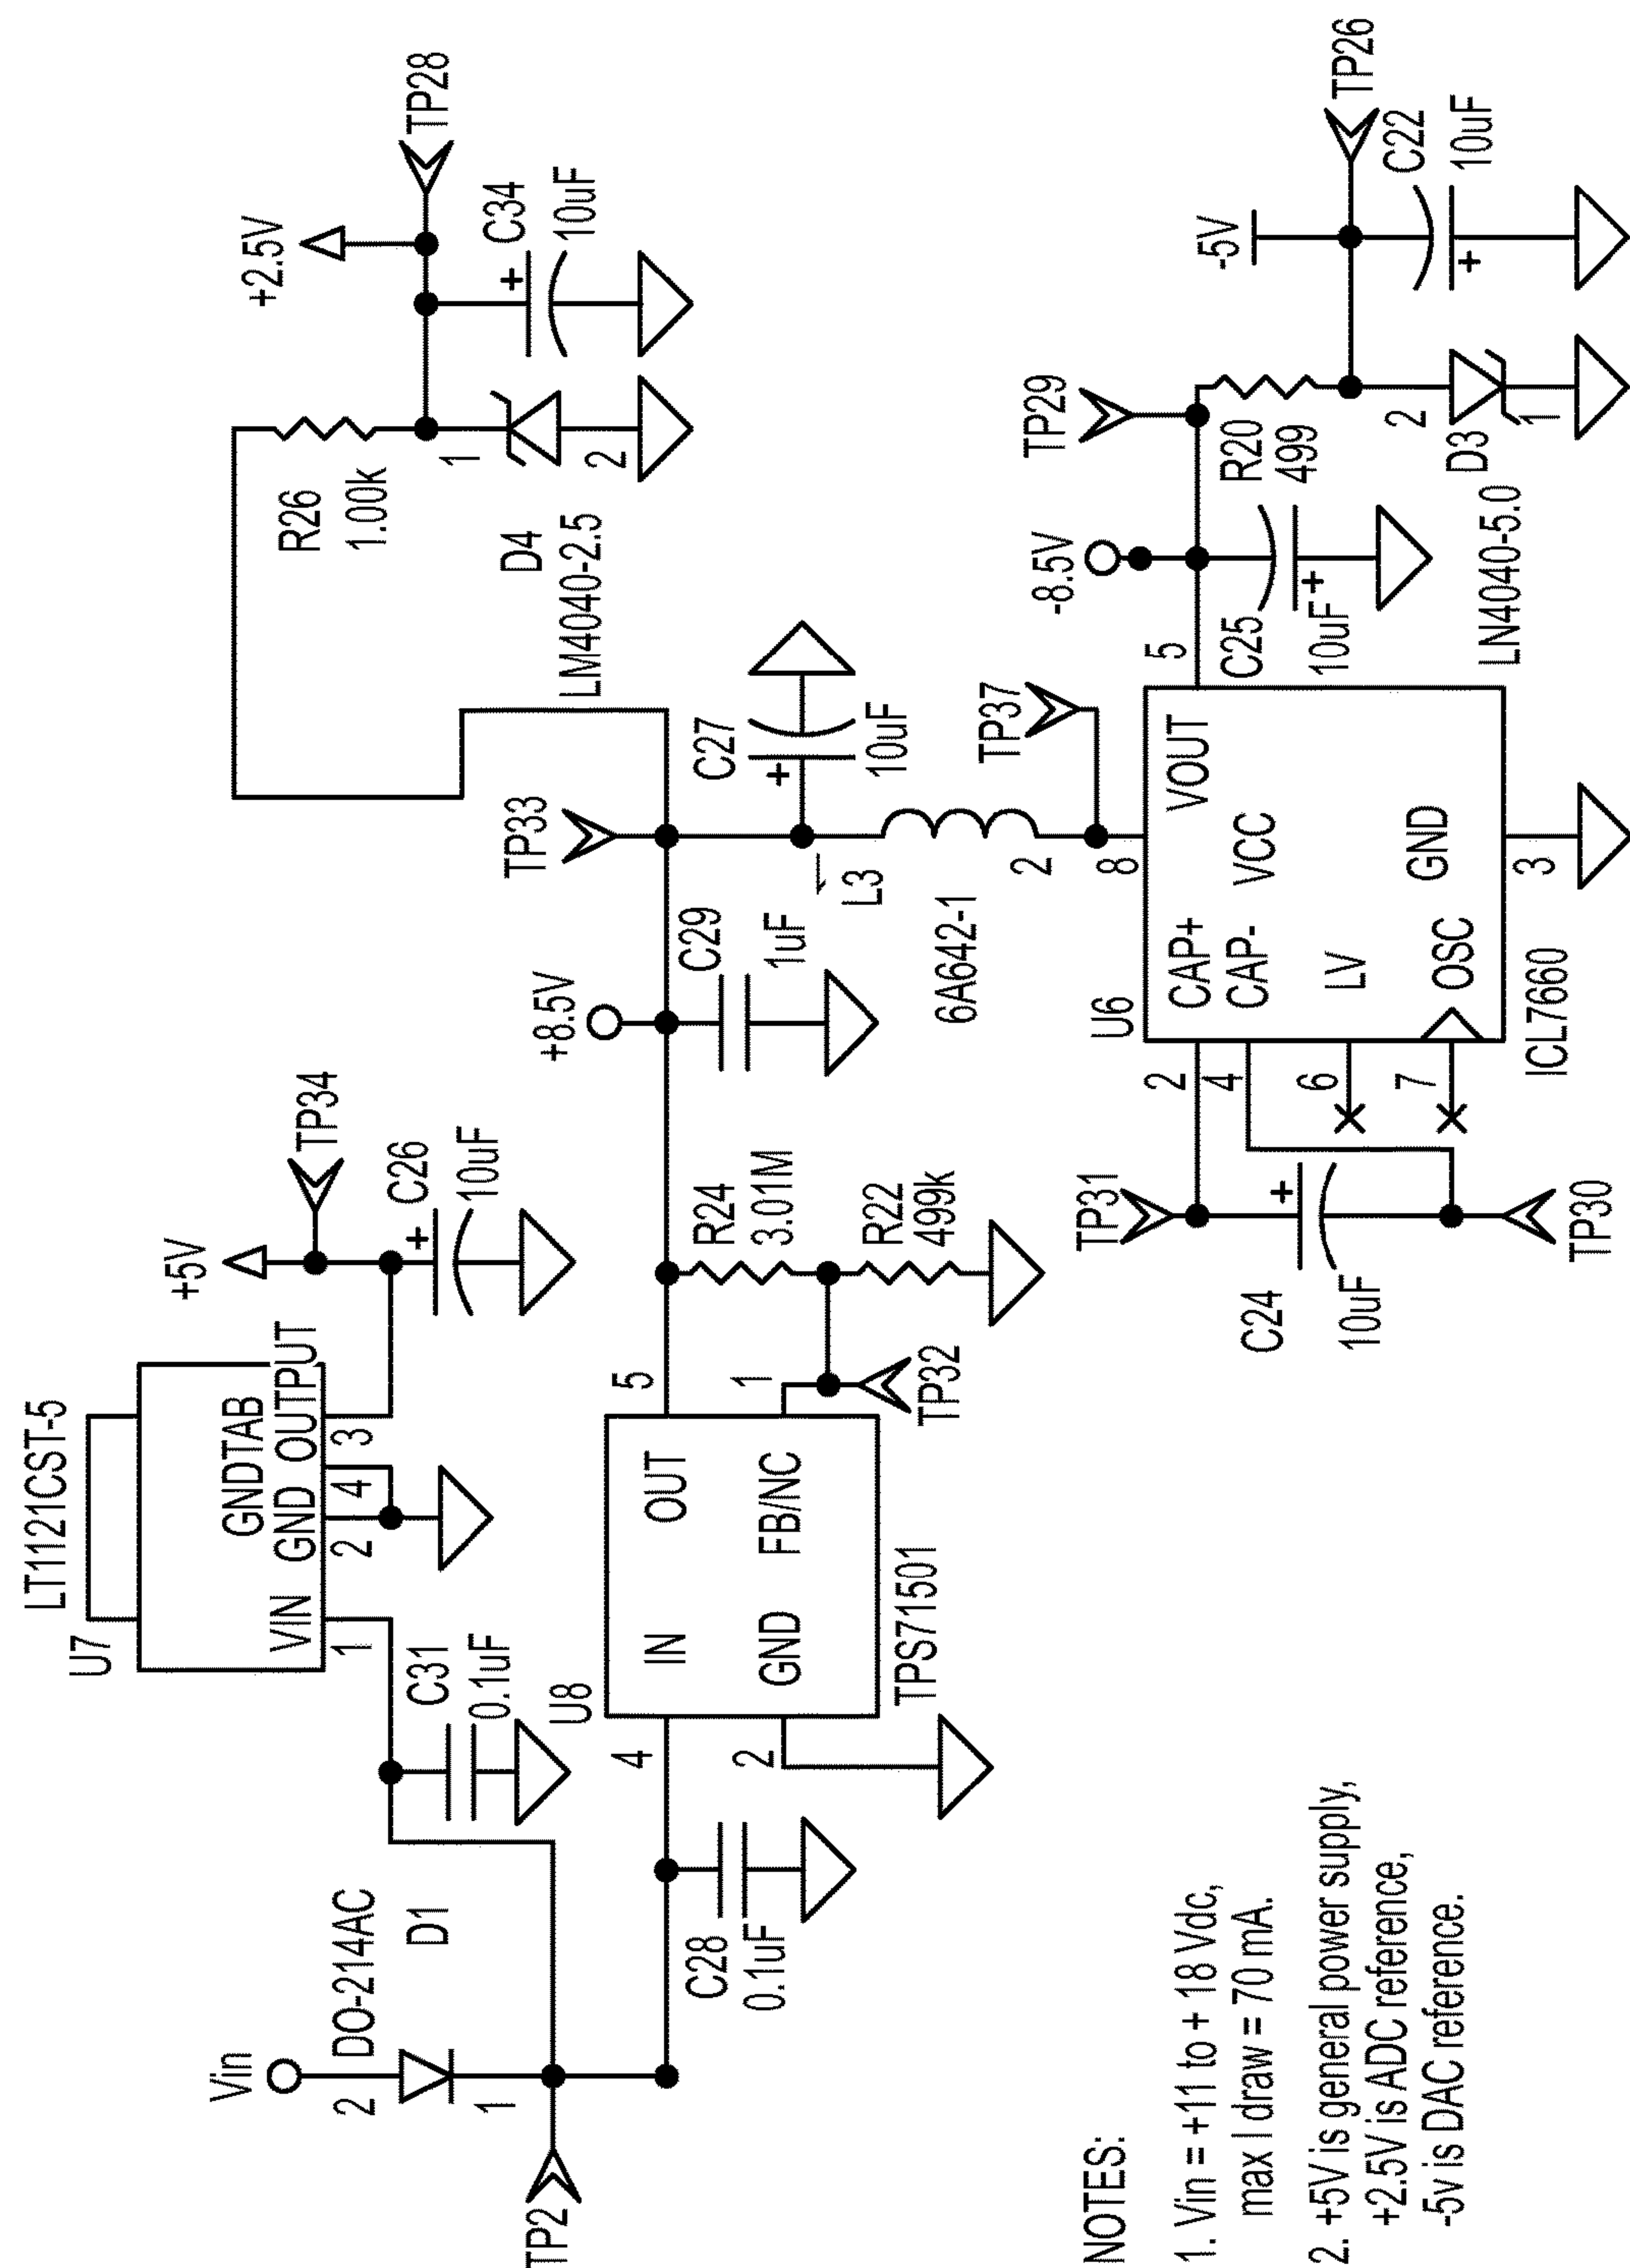 Vin
2
DO-214AC
D1
1
TP2
LT1121CST-5
U7
VIN
GND
GNDTAB
OUTPUT
1
2
4
3
C31
0.1uF
+5V
TP34
C26
10uF
C28
0.1uF
U8
4
IN
OUT
5
2
GND
FB/NC
1
TPS71501
TP32
R24
3.01M
R22
499k
+8.5V
C29
1uF
TP33
C27
+
10uF
L3
6A642-1
2
TP37
R26
1.00k
+2.5V
TP28
C34
+
10uF
1
D4
2
LM4040-2.5
TP31
C24
+
10uF
TP30
U6
8
2
CAP+
VOUT
5
4
CAP-
VCC
6
LV
7
OSC
GND
3
ICL7660
-8.5V
C25
10uF
+
TP29
R20
499
-5V
TP26
C22
10uF
+
2
D3
1
LN4040-5.0
NOTES:
1. Vin = +11 to + 18 Vdc,
max I draw = 70 mA.
2. +5V is general power supply,
+2.5V is ADC reference,
-5v is DAC reference.
+